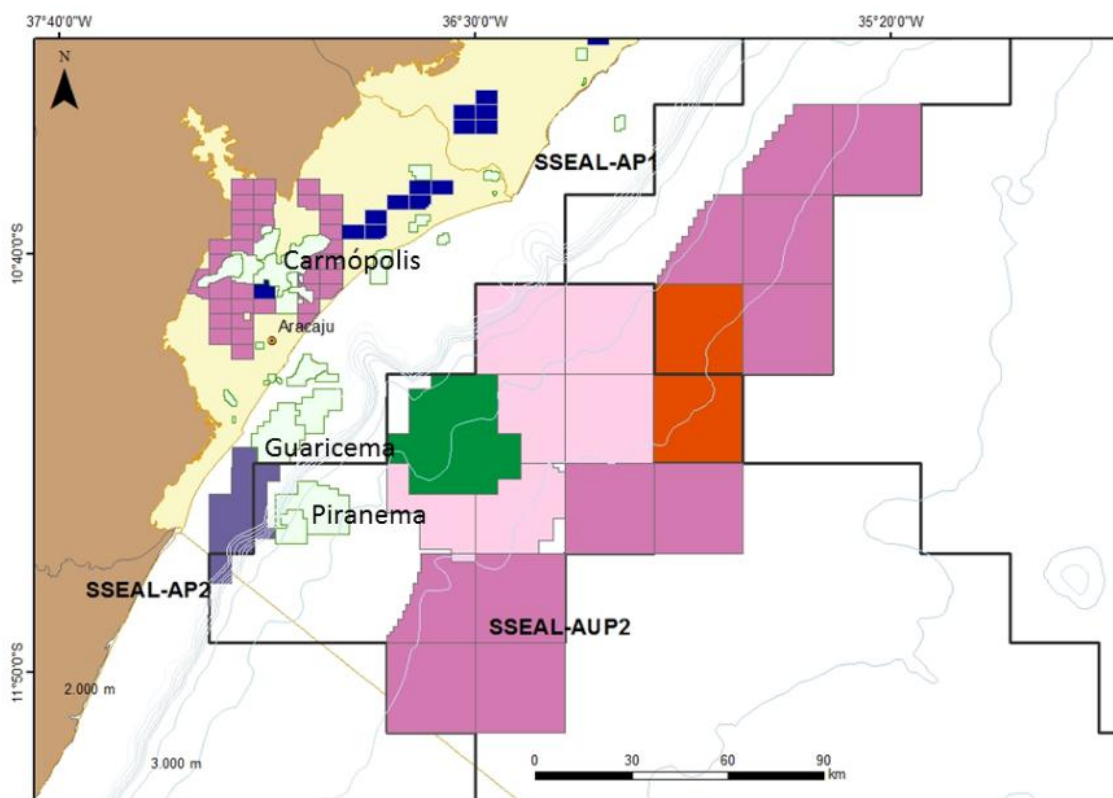 37°40'0"W
36°30'0"W
35°20'0"W
N
SSEAL-AP1
10°40'0"S
Carmópolis
Aracaju
Guaricema
Piranema
SSEAL-AP2
SSEAL-AUP2
11°50'0"S
2.000 m
3.000 m
0 30 60 90
km